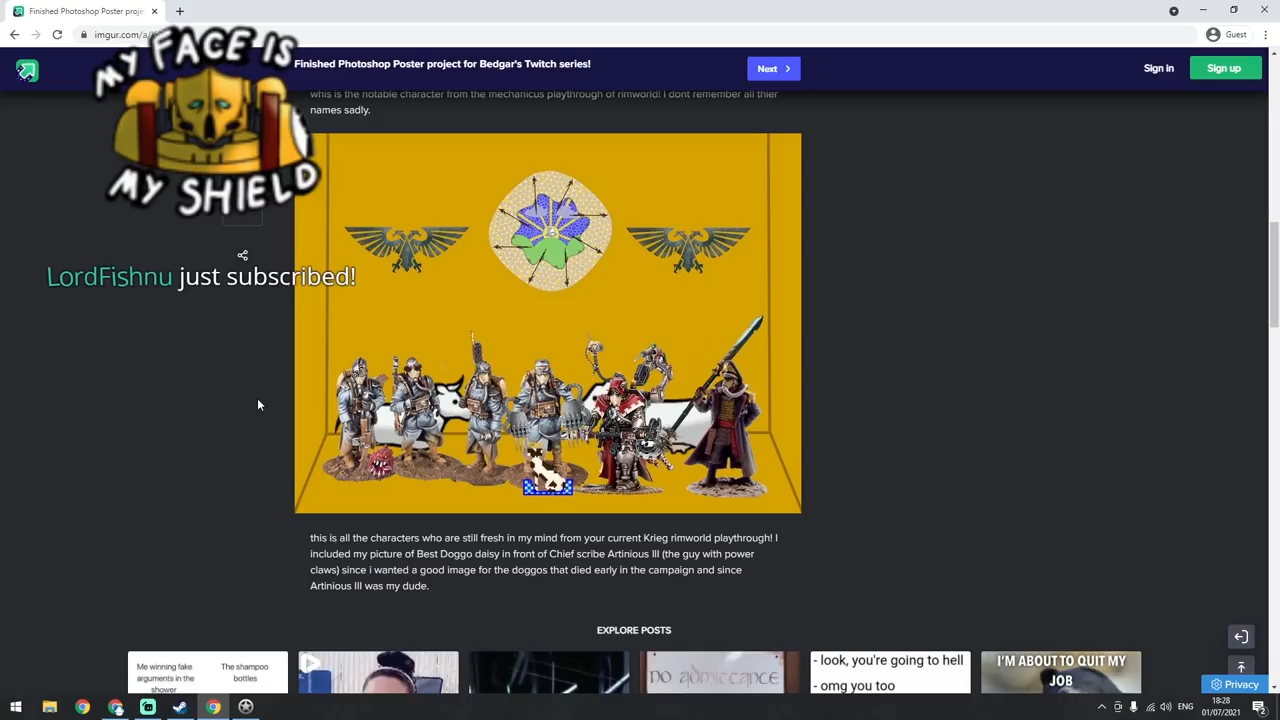 Finished Photoshop Poster project
imgur.com/a/
Guest
MY FACE IS
MY SHIELD
Finished Photoshop Poster project for Bedgar's Twitch series!
Next
Sign in
Sign up
whis is the notable character from the mechanicus playthrough of rimworld! I dont remember all thier
names sadly.
LordFishnu just subscribed!
this is all the characters who are still fresh in my mind from your current Krieg rimworld playthrough! I
included my picture of Best Doggo daisy in front of Chief scribe Artinious III (the guy with power
claws) since i wanted a good image for the doggos that died early in the campaign and since
Artinious III was my dude.
EXPLORE POSTS
Me winning fake
arguments in the
shower
The shampoo
bottles
NO ADMITTANCE
- look, you're going to hell
- omg you too
I'M ABOUT TO QUIT MY
JOB
Privacy
ENG
18:28
01/07/2021
2